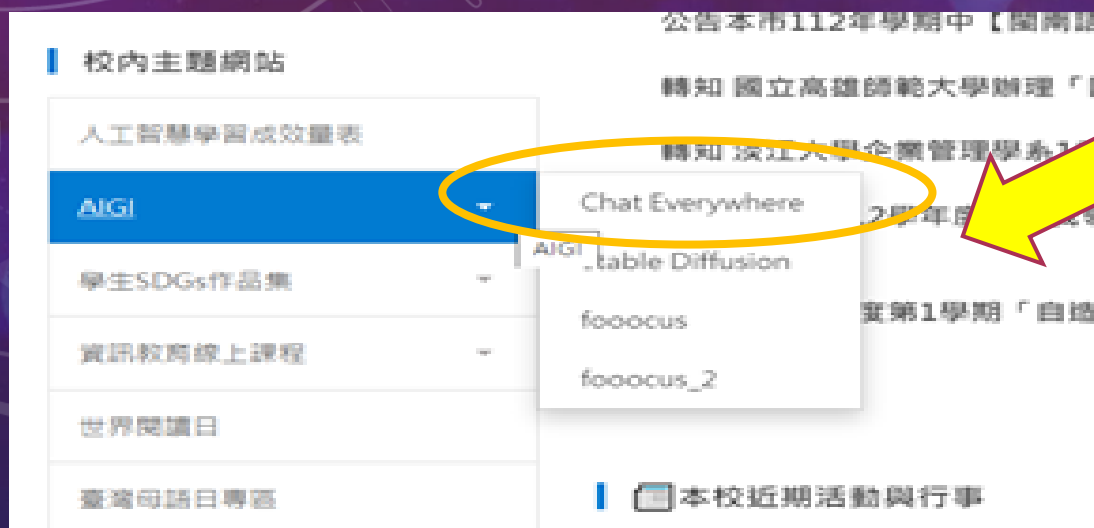 校內主題網站
人工智慧學習成效量表
AIGI
學生SDGs作品集
資訊教育線上課程
世界閱讀日
臺灣母語日專區
Chat Everywhere
AIGI
table Diffusion
fooocus
fooocus_2
公告本市112年學期中【閩南語
轉知 國立高雄師範大學辦理「
轉知 淡江大學企業管理學系1
2學年度
度第1學期「自造
本校近期活動與行事